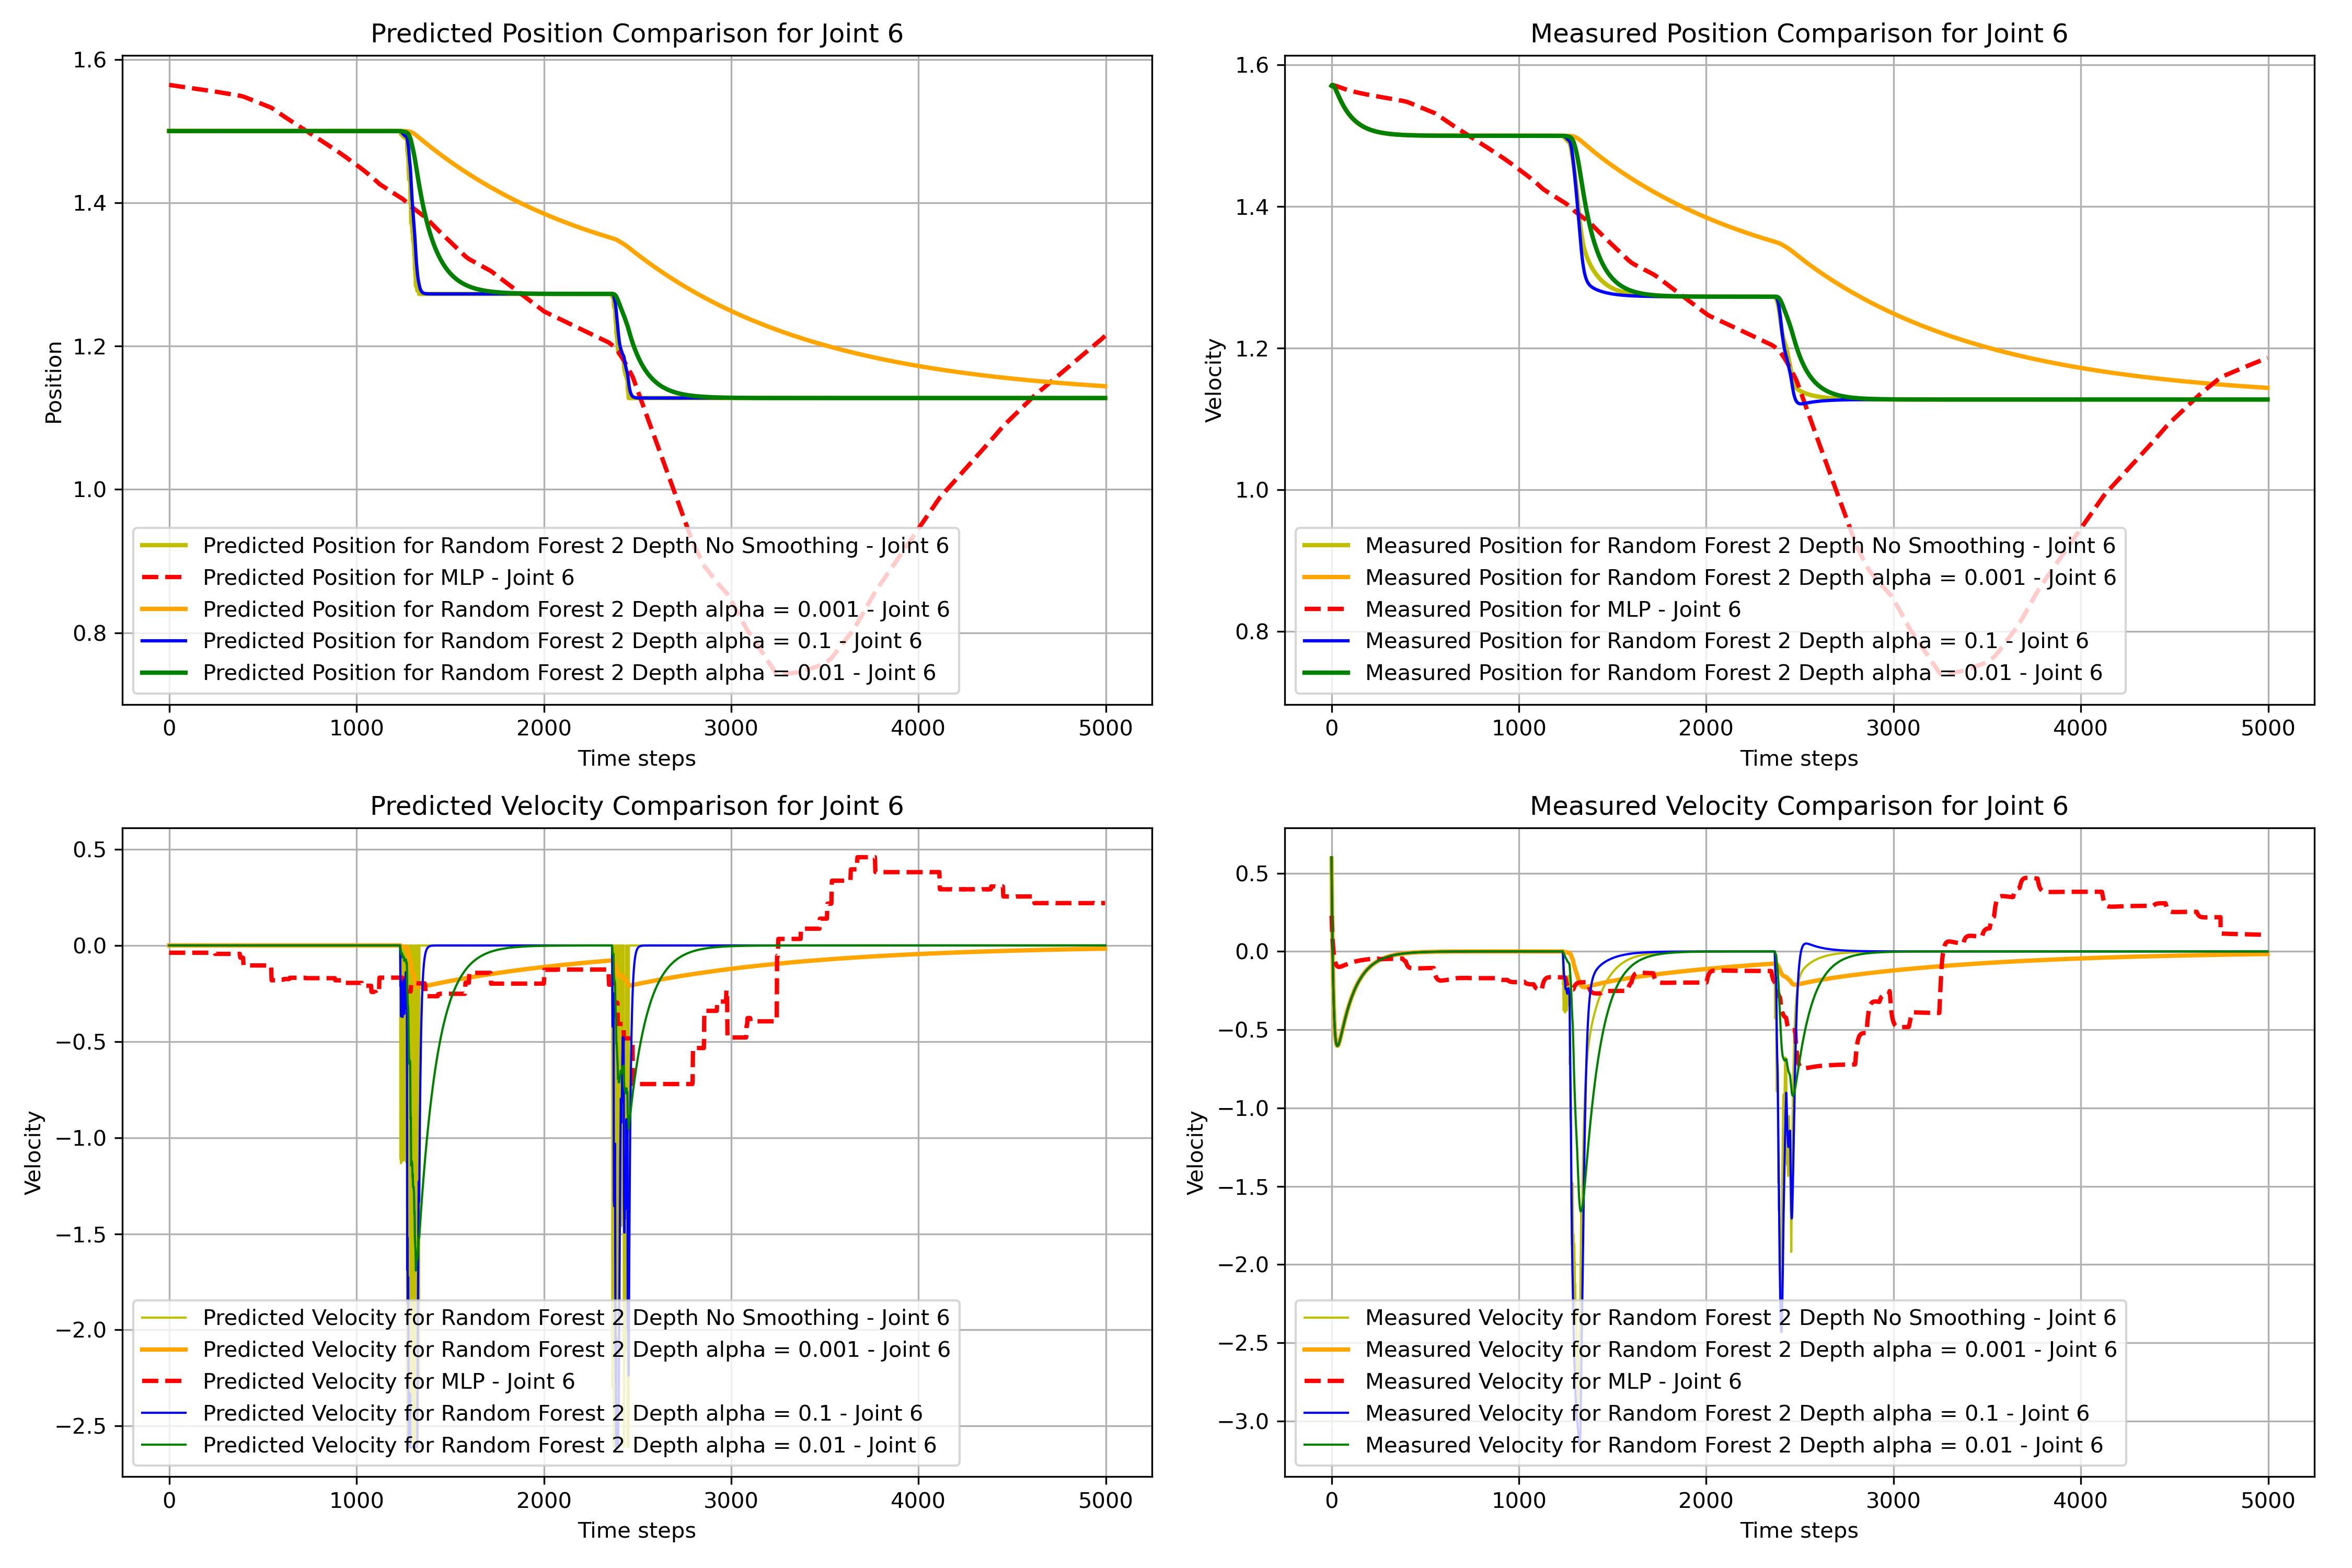 Predicted Position Comparison for Joint 6
1.6
1.4
1.2
1.0
0.8
Position
Predicted Position for Random Forest 2 Depth No Smoothing - Joint 6
Predicted Position for MLP - Joint 6
Predicted Position for Random Forest 2 Depth alpha = 0.001 - Joint 6
Predicted Position for Random Forest 2 Depth alpha = 0.1 - Joint 6
Predicted Position for Random Forest 2 Depth alpha = 0.01 - Joint 6
0 1000 2000 3000 4000 5000
Time steps
Measured Position Comparison for Joint 6
1.6
1.4
1.2
1.0
0.8
Velocity
Measured Position for Random Forest 2 Depth No Smoothing - Joint 6
Measured Position for Random Forest 2 Depth alpha = 0.001 - Joint 6
Measured Position for MLP - Joint 6
Measured Position for Random Forest 2 Depth alpha = 0.1 - Joint 6
Measured Position for Random Forest 2 Depth alpha = 0.01 - Joint 6
0 1000 2000 3000 4000 5000
Time steps
Predicted Velocity Comparison for Joint 6
0.5
0.0
−0.5
−1.0
−1.5
−2.0
−2.5
Velocity
Predicted Velocity for Random Forest 2 Depth No Smoothing - Joint 6
Predicted Velocity for Random Forest 2 Depth alpha = 0.001 - Joint 6
Predicted Velocity for MLP - Joint 6
Predicted Velocity for Random Forest 2 Depth alpha = 0.1 - Joint 6
Predicted Velocity for Random Forest 2 Depth alpha = 0.01 - Joint 6
0 1000 2000 3000 4000 5000
Time steps
Measured Velocity Comparison for Joint 6
0.5
0.0
−0.5
−1.0
−1.5
−2.0
−2.5
−3.0
Velocity
Measured Velocity for Random Forest 2 Depth No Smoothing - Joint 6
Measured Velocity for Random Forest 2 Depth alpha = 0.001 - Joint 6
Measured Velocity for MLP - Joint 6
Measured Velocity for Random Forest 2 Depth alpha = 0.1 - Joint 6
Measured Velocity for Random Forest 2 Depth alpha = 0.01 - Joint 6
0 1000 2000 3000 4000 5000
Time steps